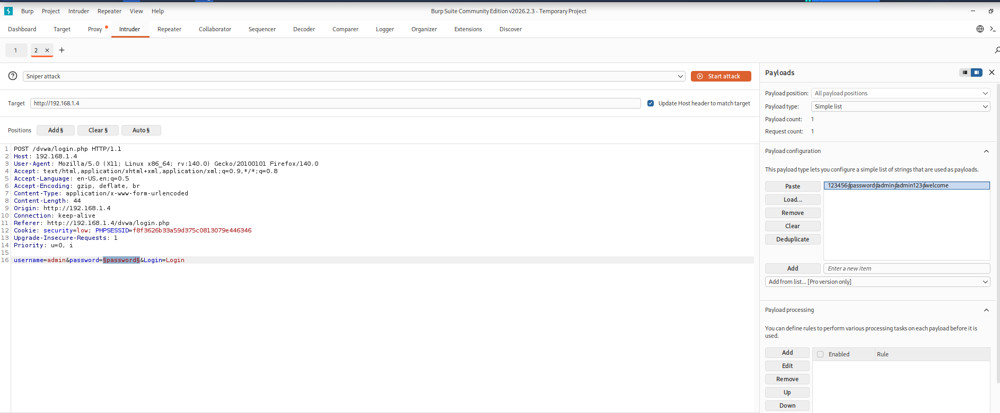 Burp Project Intruder Repeater View Help
Burp Suite Community Edition v2026.2.3 - Temporary Project
Dashboard Target Proxy Intruder Repeater Collaborator Sequencer Decoder Comparer Logger Organizer Extensions Discover
1 2 × +
Sniper attack
Start attack
Target http://192.168.1.4
Update Host header to match target
Positions Add § Clear § Auto §
1 POST /dvwa/login.php HTTP/1.1
2 Host: 192.168.1.4
3 User-Agent: Mozilla/5.0 (X11; Linux x86_64; rv:140.0) Gecko/20100101 Firefox/140.0
4 Accept: text/html,application/xhtml+xml,application/xml;q=0.9,*/*;q=0.8
5 Accept-Language: en-US,en;q=0.5
6 Accept-Encoding: gzip, deflate, br
7 Content-Type: application/x-www-form-urlencoded
8 Content-Length: 44
9 Origin: http://192.168.1.4
10 Connection: keep-alive
11 Referer: http://192.168.1.4/dvwa/login.php
12 Cookie: security=low; PHPSESSID=f8f3626b33a59d375c0813079e446346
13 Upgrade-Insecure-Requests: 1
14 Priority: u=0, i
15
16 username=admin&password=§password§&Login=Login
Payloads
Payload position: All payload positions
Payload type: Simple list
Payload count: 1
Request count: 1
Payload configuration
This payload type lets you configure a simple list of strings that are used as payloads.
Paste
123456 password admin admin123 welcome
Load...
Remove
Clear
Deduplicate
Add Enter a new item
Add from list... [Pro version only]
Payload processing
You can define rules to perform various processing tasks on each payload before it is
used.
Add Enabled Rule
Edit
Remove
Up
Down